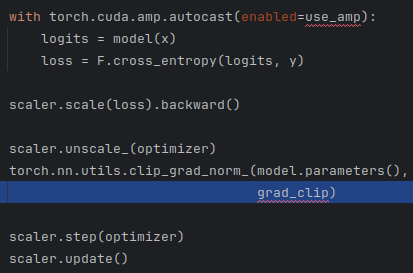 with torch.cuda.amp.autocast(enabled=use_amp):
    logits = model(x)
    loss = F.cross_entropy(logits, y)

scaler.scale(loss).backward()

scaler.unscale_(optimizer)
torch.nn.utils.clip_grad_norm_(model.parameters(),
                               grad_clip)

scaler.step(optimizer)
scaler.update()